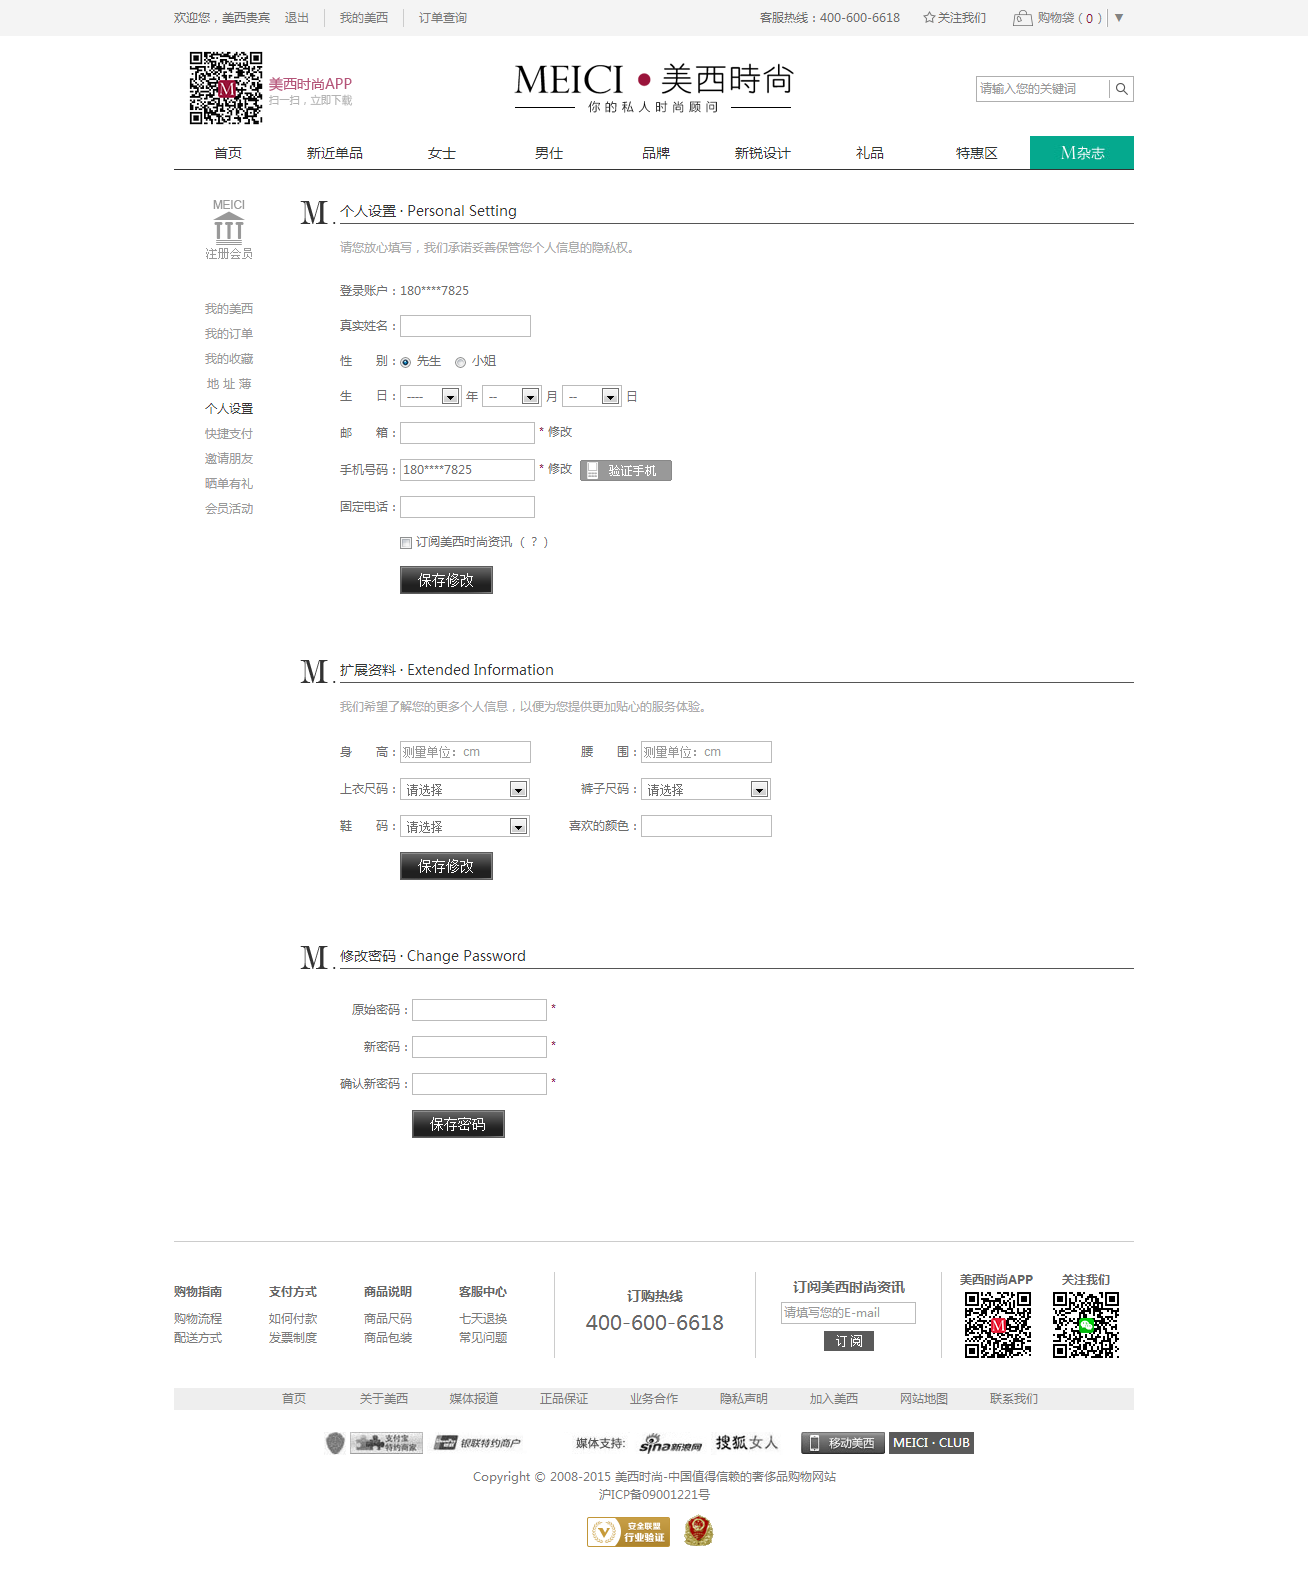 欢迎您，美西贵宾 退出 我的美西 订单查询 客服热线：400-600-6618 关注我们 购物袋（0）▼
美西时尚APP
扫一扫，立即下载
MEICI·美西時尚
你的私人时尚顾问
请输入您的关键词
首页 新近单品 女士 男仕 品牌 新锐设计 礼品 特惠区 M杂志
MEICI
注册会员
我的美西
我的订单
我的收藏
地 址 薄
个人设置
快捷支付
邀请朋友
晒单有礼
会员活动
M. 个人设置 · Personal Setting
请您放心填写，我们承诺妥善保管您个人信息的隐私权。
登录账户：180****7825
真实姓名：
性 别： 先生 小姐
生 日： ---- 年 -- 月 -- 日
邮 箱： * 修改
手机号码： 180****7825 * 修改 验证手机
固定电话：
订阅美西时尚资讯 （ ? ）
保存修改
M. 扩展资料 · Extended Information
我们希望了解您的更多个人信息，以便为您提供更加贴心的服务体验。
身 高： 测量单位：cm 腰 围： 测量单位：cm
上衣尺码： 请选择 裤子尺码： 请选择
鞋 码： 请选择 喜欢的颜色：
保存修改
M. 修改密码 · Change Password
原始密码： *
新密码： *
确认新密码： *
保存密码
购物指南 支付方式 商品说明 客服中心
购物流程 如何付款 商品尺码 七天退换
配送方式 发票制度 商品包装 常见问题
订购热线
400-600-6618
订阅美西时尚资讯
请填写您的E-mail
订 阅
美西时尚APP 关注我们
首页 关于美西 媒体报道 正品保证 业务合作 隐私声明 加入美西 网站地图 联系我们
支付宝
特约商家
银联特约商户 媒体支持: sina新浪网 搜狐女人 移动美西 MEICI · CLUB
Copyright © 2008-2015 美西时尚-中国值得信赖的奢侈品购物网站
沪ICP备09001221号
安全联盟
行业验证